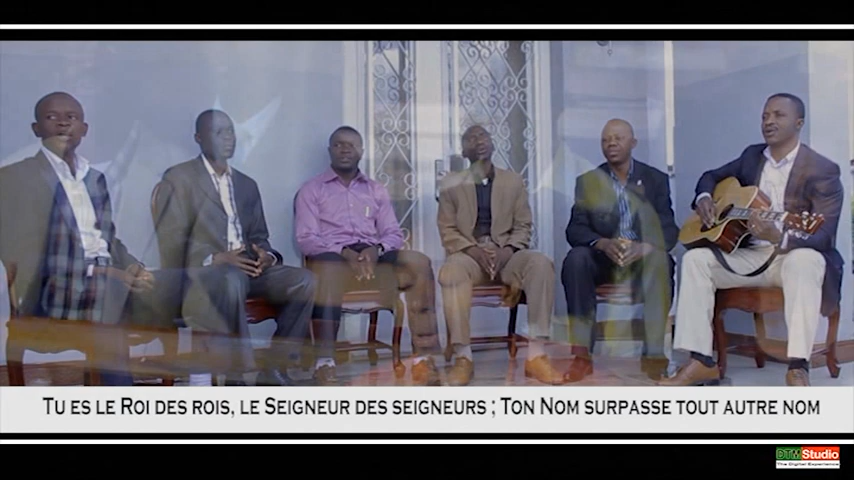 Tu es le Roi des rois, le Seigneur des seigneurs ; Ton Nom surpasse tout autre nom
DTM Studio
The Digital Experience